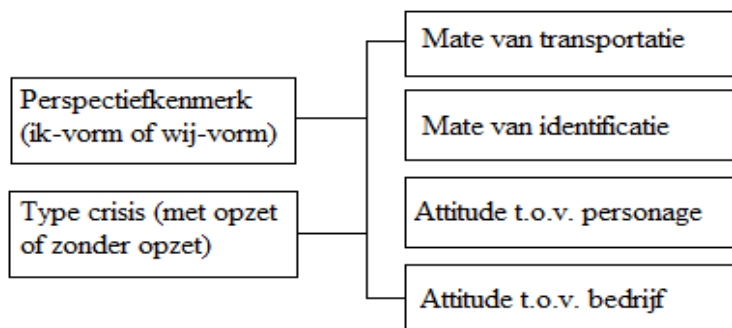 Perspectiefkenmerk
(ik-vorm of wij-vorm)
Type crisis (met opzet
of zonder opzet)
Mate van transportatie
Mate van identificatie
Attitude t.o.v. personage
Attitude t.o.v. bedrijf